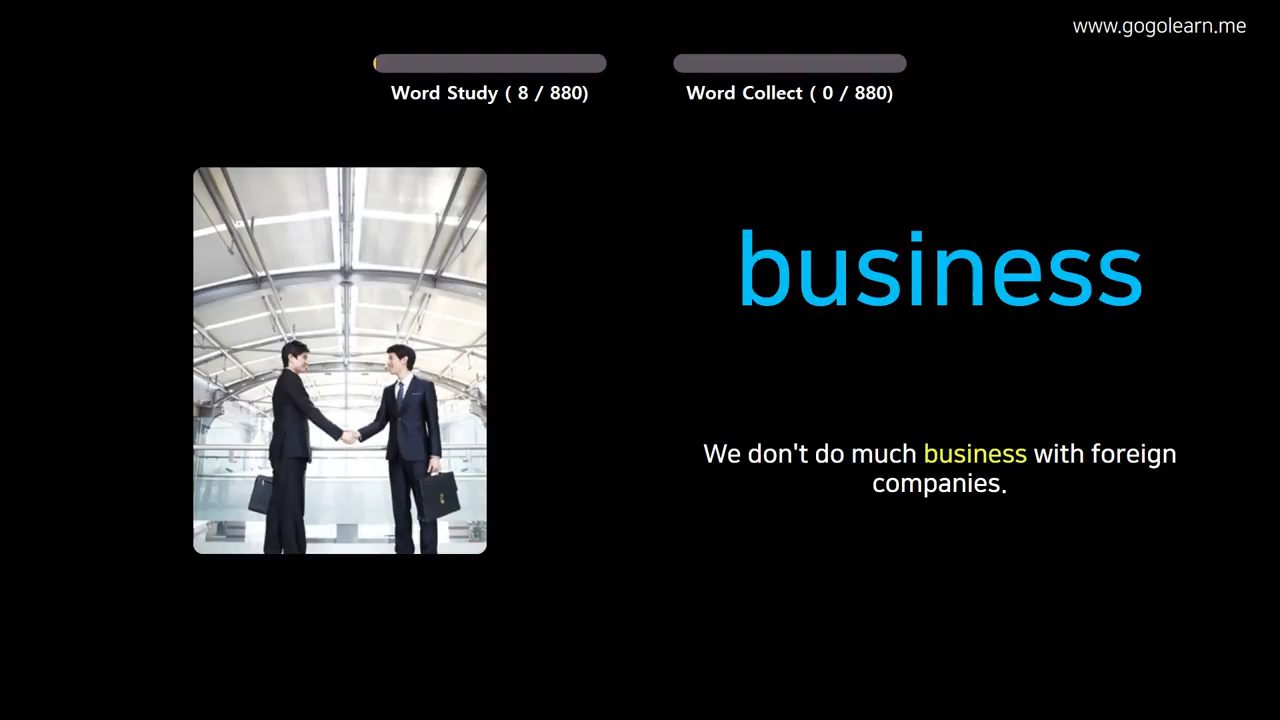 www.gogolearn.me
Word Study ( 8 / 880)
Word Collect ( 0 / 880)
business
We don't do much business with foreign
companies.